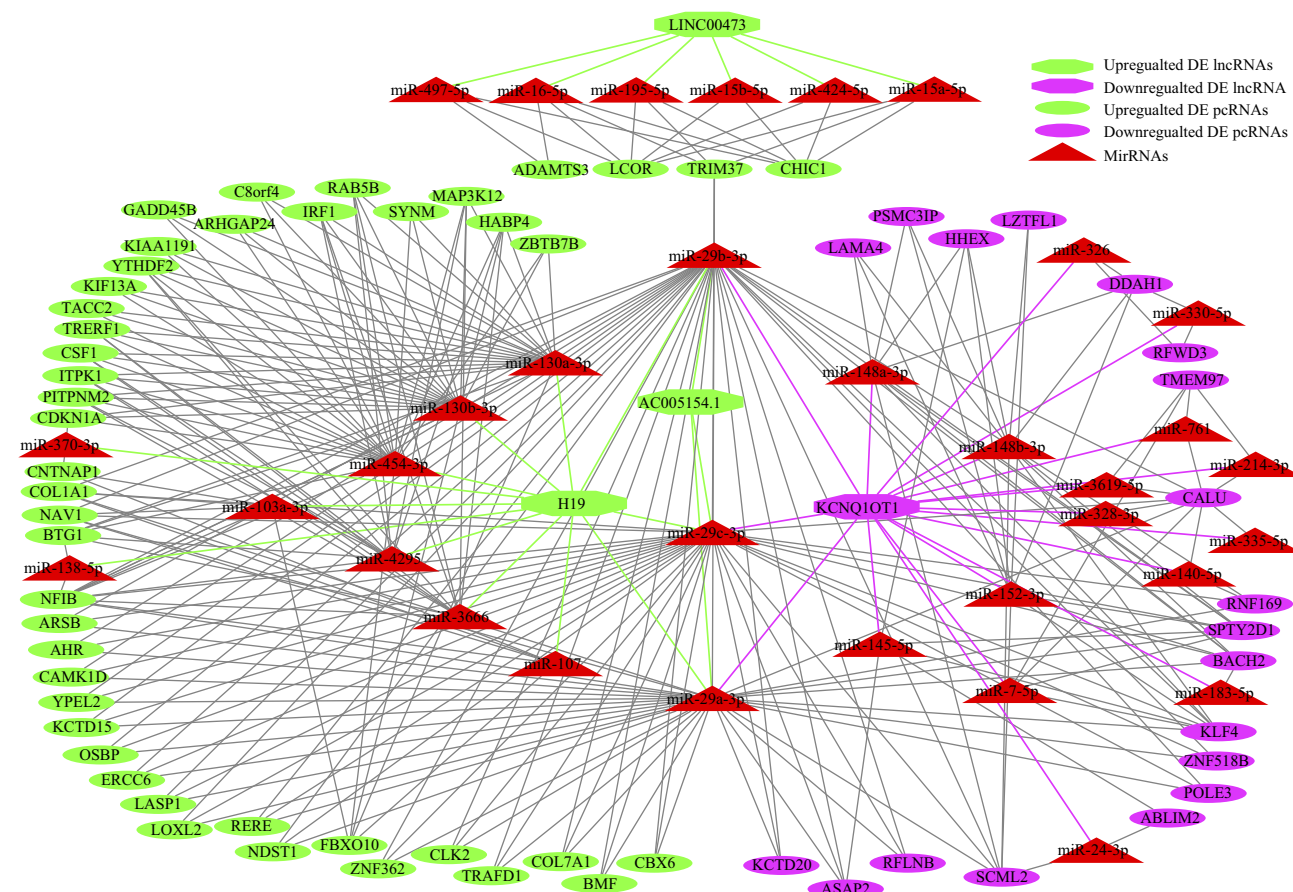 LINC00473
Upregualted DE lncRNAs
Downregualted DE lncRNA
Upregualted DE pcRNAs
Downregualted DE pcRNAs
MirRNAs
miR-497-5p
miR-16-5p
miR-195-5p
miR-15b-5p
miR-424-5p
miR-15a-5p
ADAMTS3
LCOR
TRIM37
CHIC1
C8orf4
RAB5B
MAP3K12
GADD45B
ARHGAP24
IRF1
SYNM
HABP4
ZBTB7B
KIAA1191
YTHDF2
KIF13A
TACC2
TRERF1
CSF1
ITPK1
PITPNM2
CDKN1A
miR-370-3p
CNTNAP1
COL1A1
NAV1
BTG1
miR-138-5p
NFIB
ARSB
AHR
CAMK1D
YPEL2
KCTD15
OSBP
ERCC6
LASP1
LOXL2
RERE
NDST1
FBXO10
ZNF362
CLK2
TRAFD1
COL7A1
BMF
CBX6
miR-29b-3p
miR-130a-3p
miR-130b-3p
miR-454-3p
miR-103a-3p
miR-4295
miR-3666
miR-107
miR-29a-3p
miR-29c-3p
AC005154.1
H19
KCNQ1OT1
PSMC3IP
LZTFL1
LAMA4
HHEX
miR-326
DDAH1
miR-330-5p
RFWD3
TMEM97
miR-148a-3p
miR-148b-3p
miR-761
miR-214-3p
miR-3619-5p
CALU
miR-328-3p
miR-335-5p
miR-140-5p
miR-152-3p
RNF169
SPTY2D1
miR-145-5p
BACH2
miR-7-5p
miR-183-5p
KLF4
ZNF518B
POLE3
ABLIM2
miR-24-3p
SCML2
RFLNB
ASAP2
KCTD20